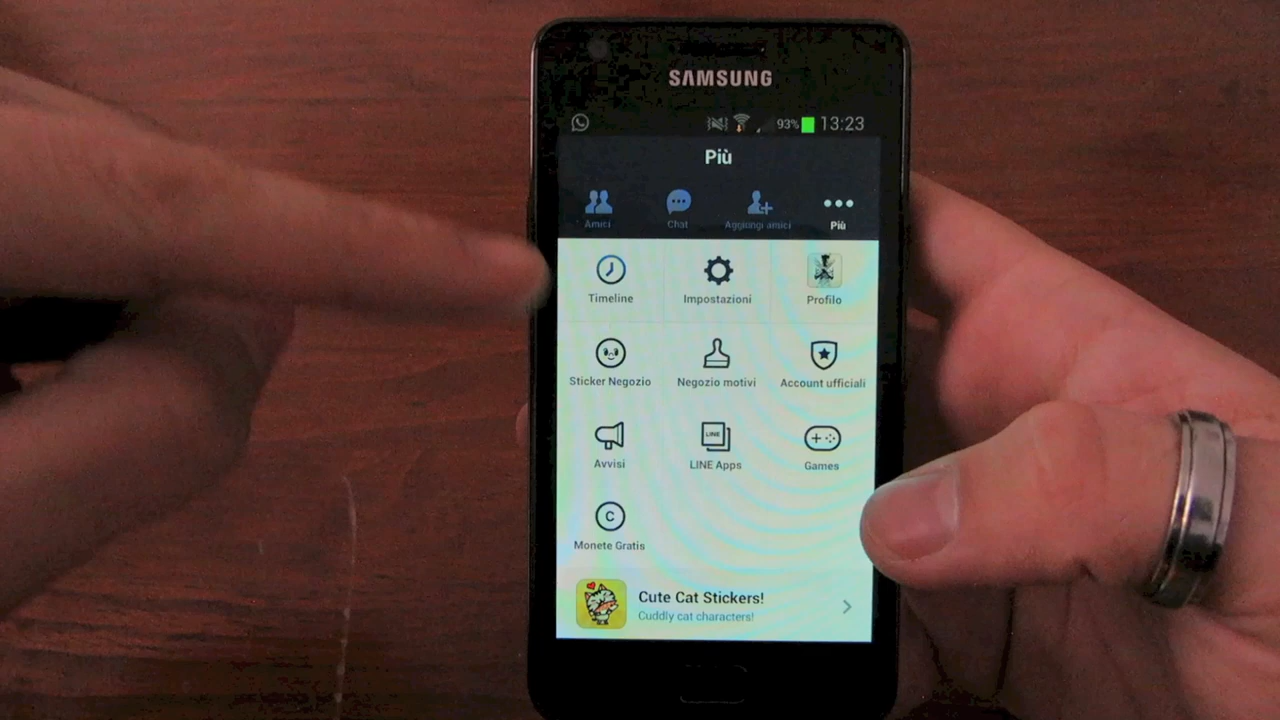 SAMSUNG
93% 13:23
Più
Amici Chat Aggiungi amici Più
Timeline Impostazioni Profilo
Sticker Negozio Negozio motivi Account ufficiali
LINE
Avvisi LINE Apps Games
C
Monete Gratis
Cute Cat Stickers!
Cuddly cat characters!